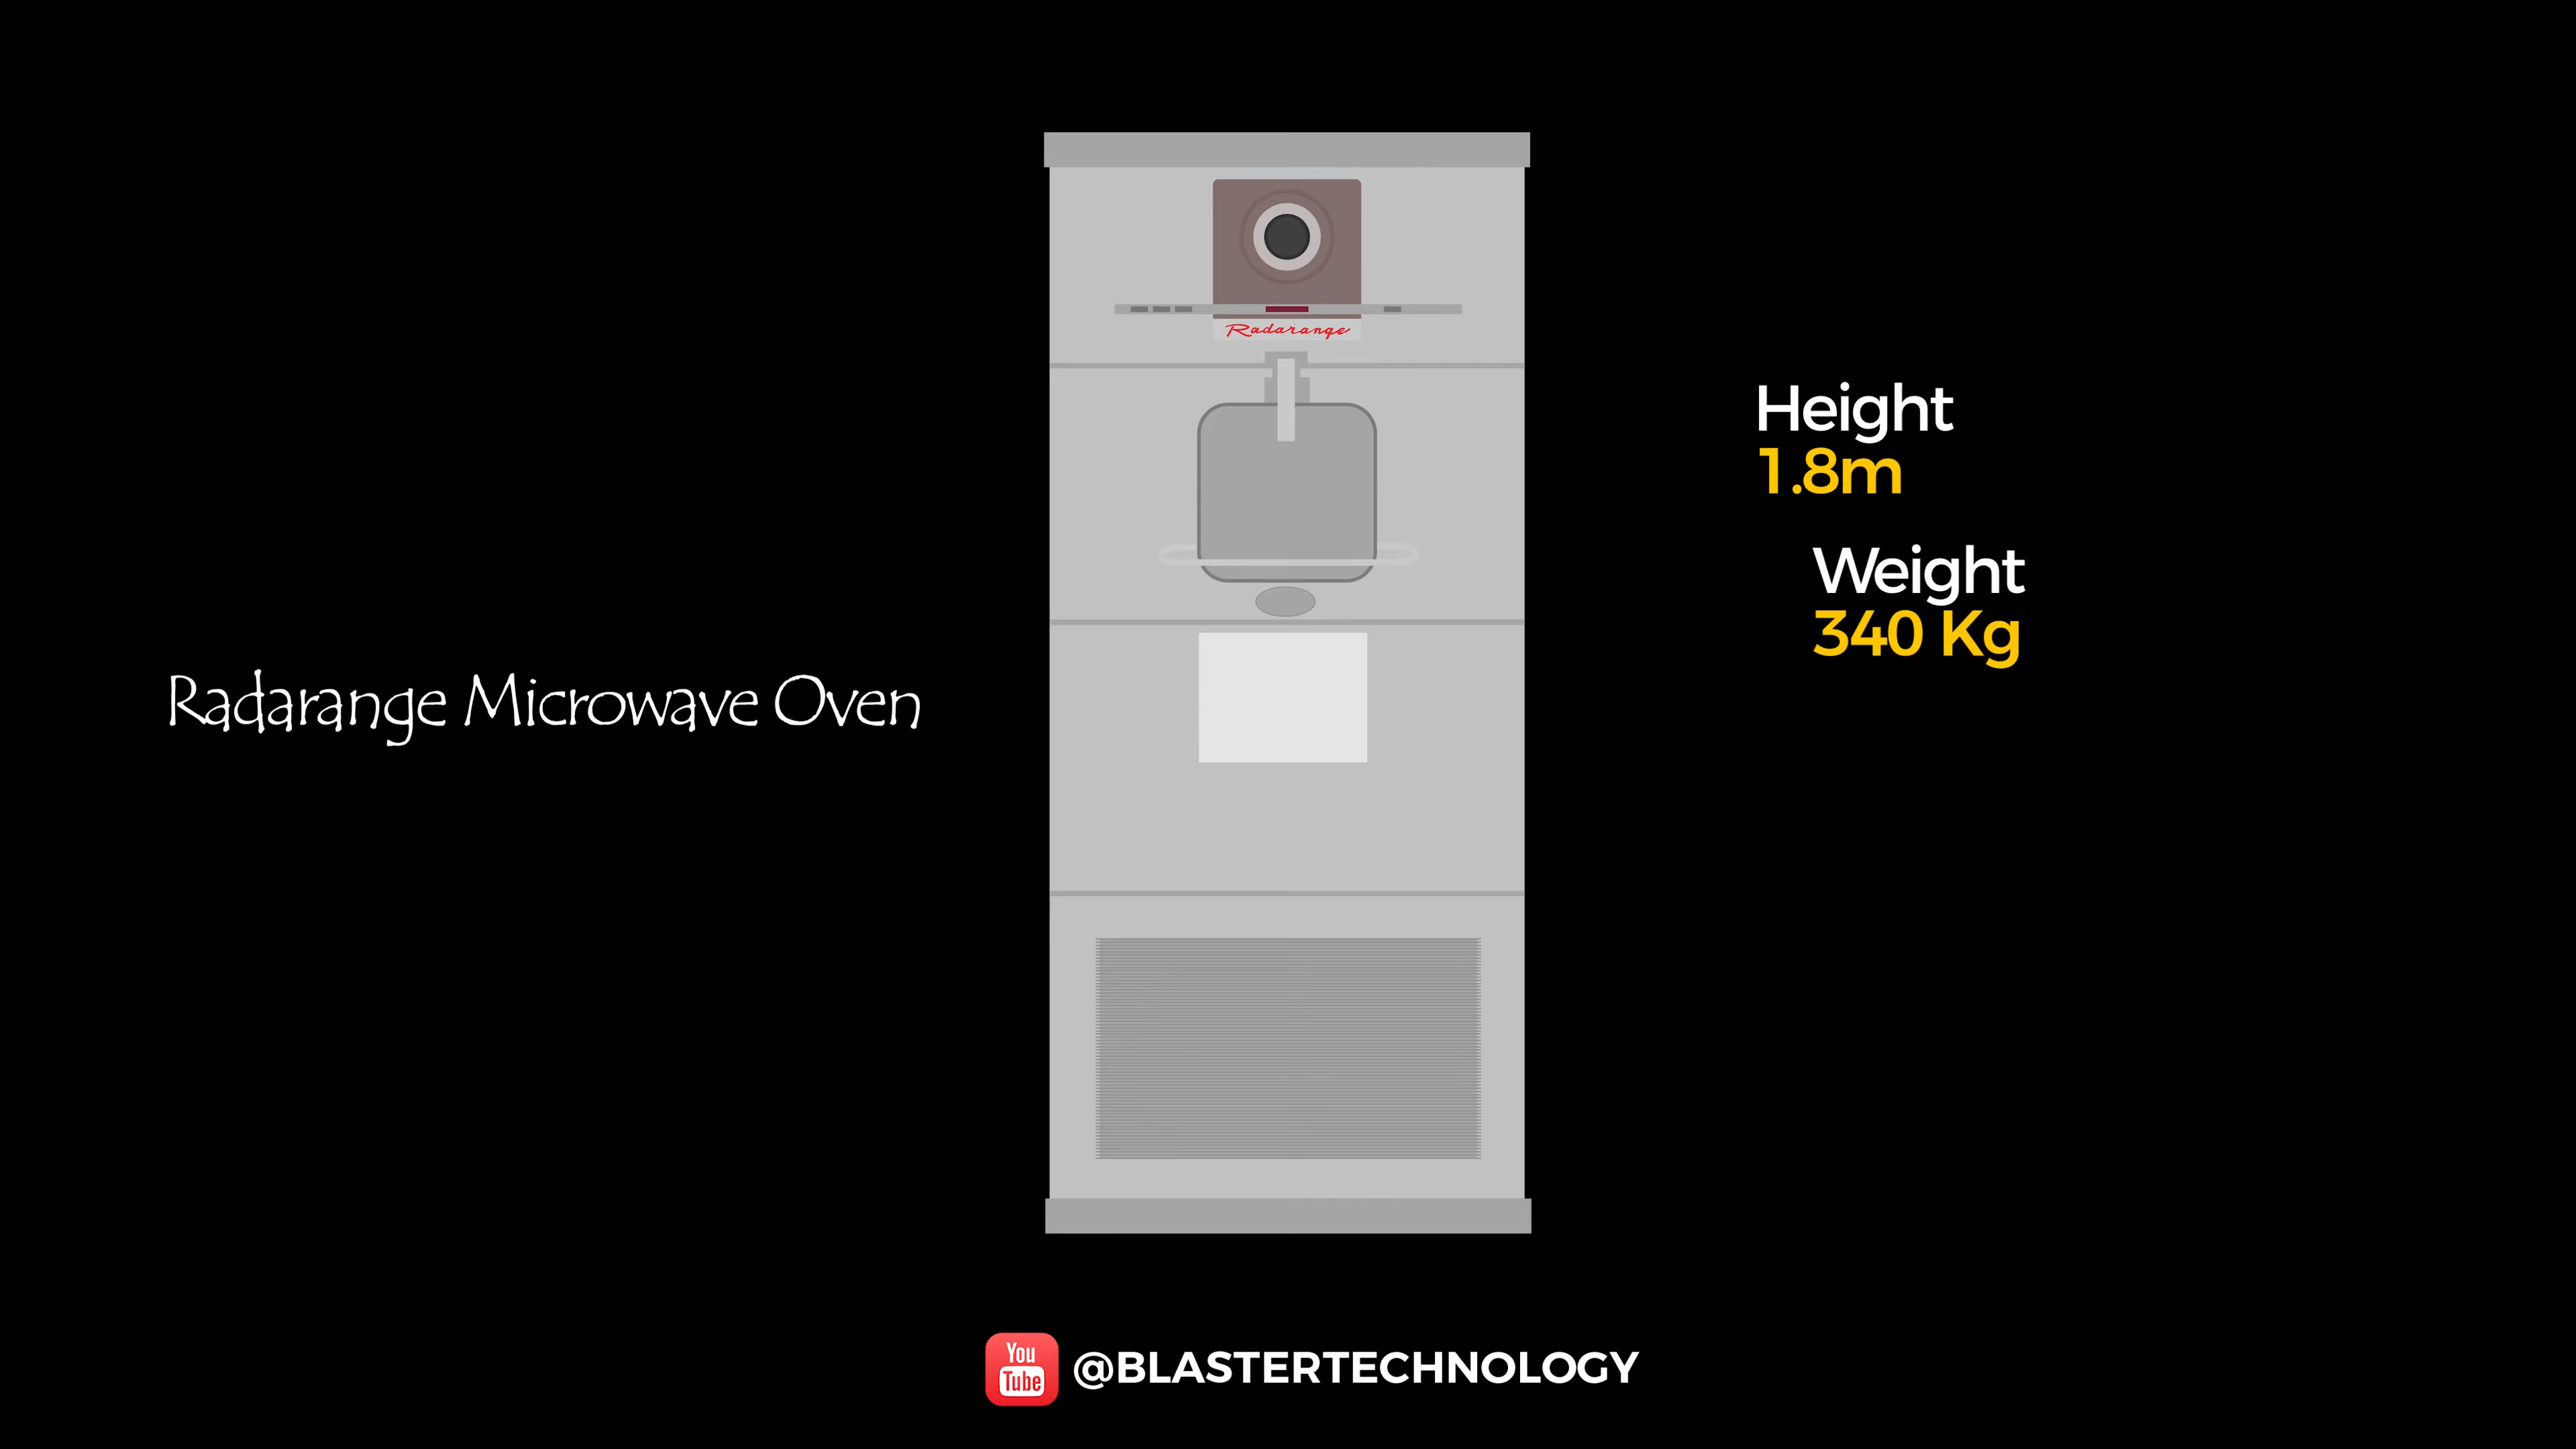 Radarange
Height
1.8m
Weight
340 Kg
Radarange Microwave Oven
You
Tube
@BLASTERTECHNOLOGY